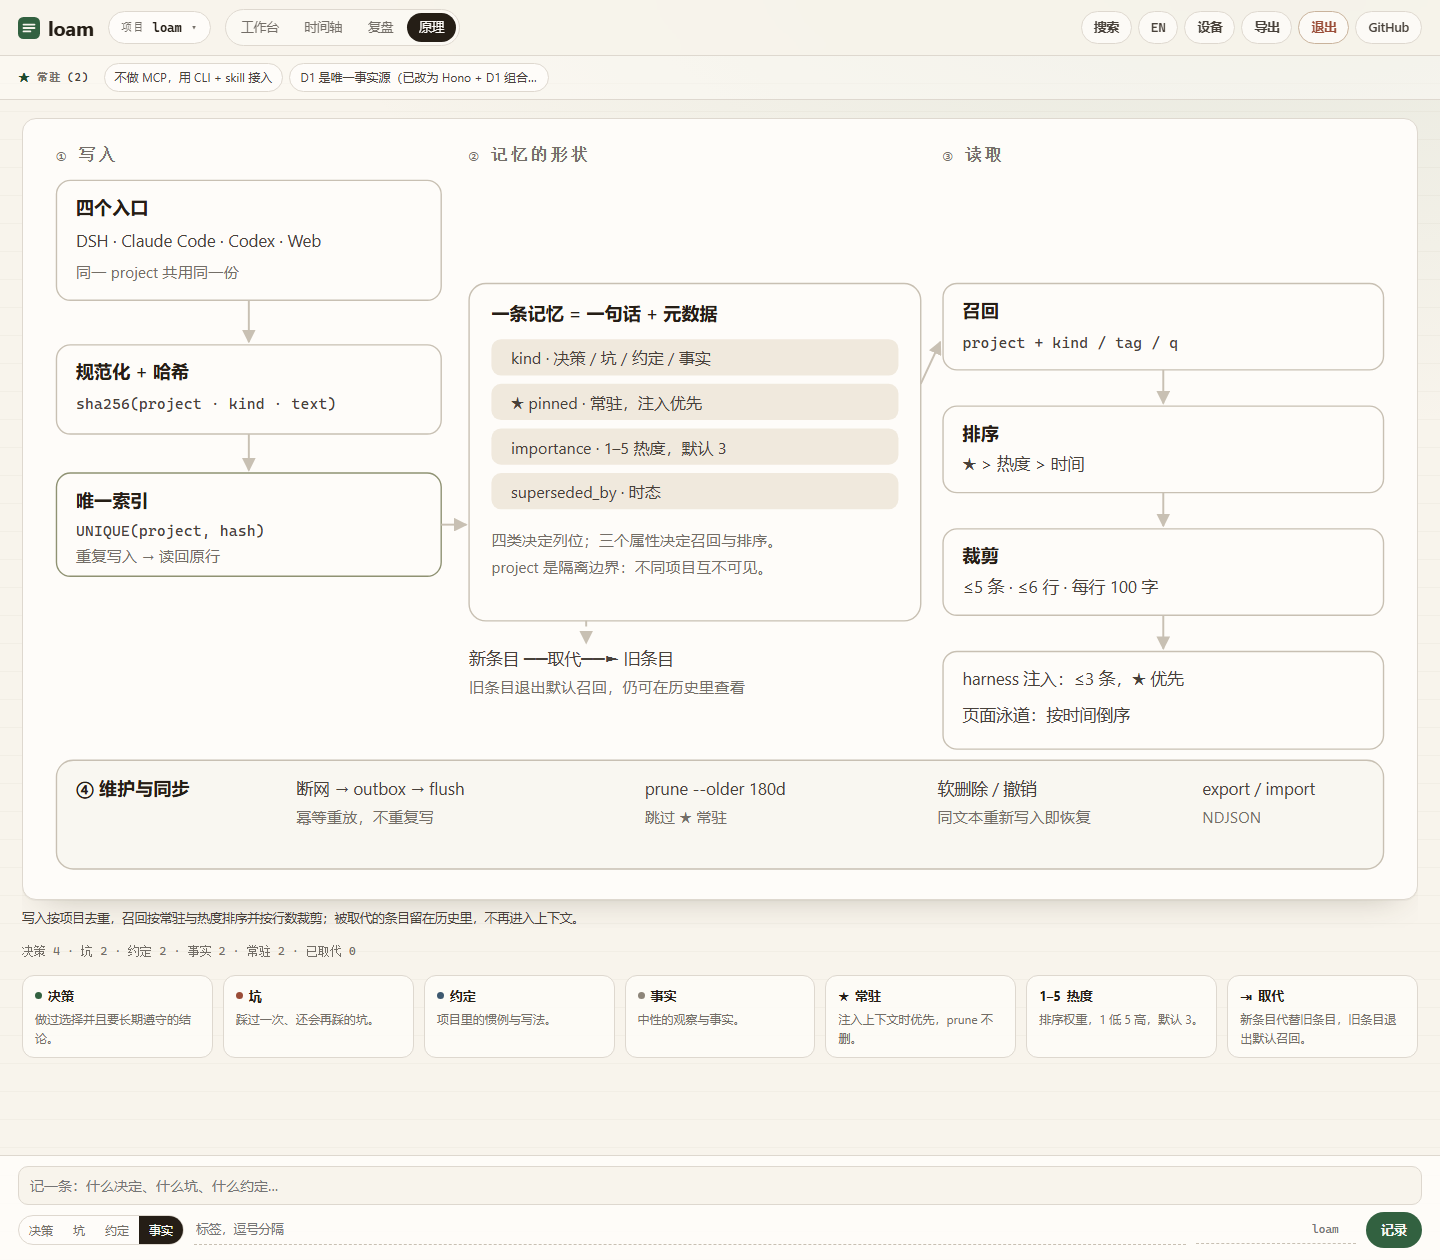 loam
项目 loam
工作台 时间轴 复盘 原理
搜索 EN 设备 导出 退出 GitHub
★ 常驻 (2)
不做 MCP，用 CLI + skill 接入
D1 是唯一事实源（已改为 Hono + D1 组合...
① 写入
四个入口
DSH · Claude Code · Codex · Web
同一 project 共用同一份
规范化 + 哈希
sha256(project · kind · text)
唯一索引
UNIQUE(project, hash)
重复写入 → 读回原行
② 记忆的形状
一条记忆 = 一句话 + 元数据
kind · 决策 / 坑 / 约定 / 事实
★ pinned · 常驻，注入优先
importance · 1–5 热度，默认 3
superseded_by · 时态
四类决定列位；三个属性决定召回与排序。
project 是隔离边界：不同项目互不可见。
新条目 ──取代──► 旧条目
旧条目退出默认召回，仍可在历史里查看
③ 读取
召回
project + kind / tag / q
排序
★ > 热度 > 时间
裁剪
≤5 条 · ≤6 行 · 每行 100 字
harness 注入：≤3 条，★ 优先
页面泳道：按时间倒序
④ 维护与同步
断网 → outbox → flush
幂等重放，不重复写
prune --older 180d
跳过 ★ 常驻
软删除 / 撤销
同文本重新写入即恢复
export / import
NDJSON
写入按项目去重，召回按常驻与热度排序并按行数裁剪；被取代的条目留在历史里，不再进入上下文。
决策 4 · 坑 2 · 约定 2 · 事实 2 · 常驻 2 · 已取代 0
决策
做过选择并且要长期遵守的结
论。
坑
踩过一次、还会再踩的坑。
约定
项目里的惯例与写法。
事实
中性的观察与事实。
★ 常驻
注入上下文时优先，prune 不
删。
1–5 热度
排序权重，1 低 5 高，默认 3。
⇥ 取代
新条目代替旧条目，旧条目退
出默认召回。
记一条：什么决定、什么坑、什么约定...
决策 坑 约定 事实
标签，逗号分隔
loam
记录